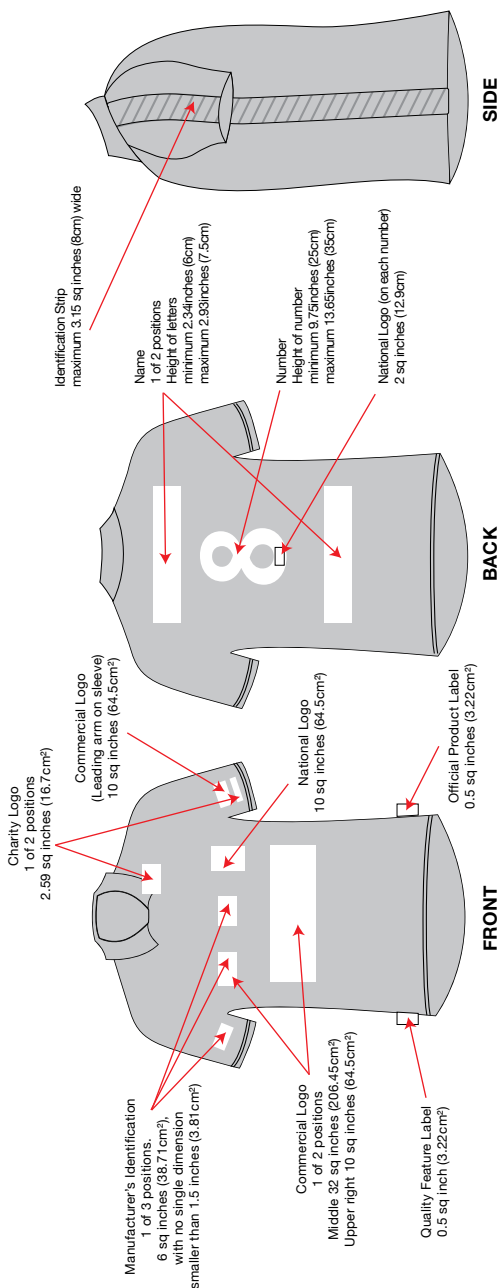 Charity Logo
1 of 2 positions
2.59 sq inches (16.7cm²)
Commercial Logo
(Leading arm on sleeve)
10 sq inches (64.5cm²)
National Logo
10 sq inches (64.5cm²)
Official Product Label
0.5 sq inches (3.22cm²)
Manufacturer's Identification
1 of 3 positions.
6 sq inches (38.71cm²),
with no single dimension
smaller than 1.5 inches (3.81cm²)
Commercial Logo
1 of 2 positions
Middle 32 sq inches (206.45cm²)
Upper right 10 sq inches (64.5cm²)
Quality Feature Label
0.5 sq inch (3.22cm²)
FRONT
8
Identification Strip
maximum 3.15 sq inches (8cm) wide
Name
1 of 2 positions
Height of letters
minimum 2.34inches (6cm)
maximum 2.93inches (7.5cm)
Number
Height of number
minimum 9.75inches (25cm)
maximum 13.65inches (35cm)
National Logo (on each number)
2 sq inches (12.9cm)
BACK
SIDE